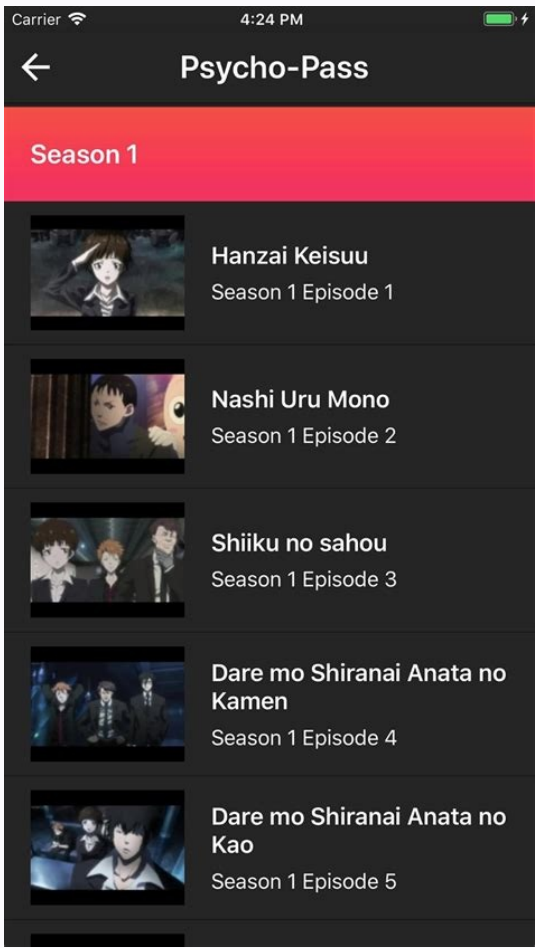 Carrier
4:24 PM
Psycho-Pass
Season 1
Hanzai Keisuu
Season 1 Episode 1
Nashi Uru Mono
Season 1 Episode 2
Shiiku no sahou
Season 1 Episode 3
Dare mo Shiranai Anata no
Kamen
Season 1 Episode 4
Dare mo Shiranai Anata no
Kao
Season 1 Episode 5